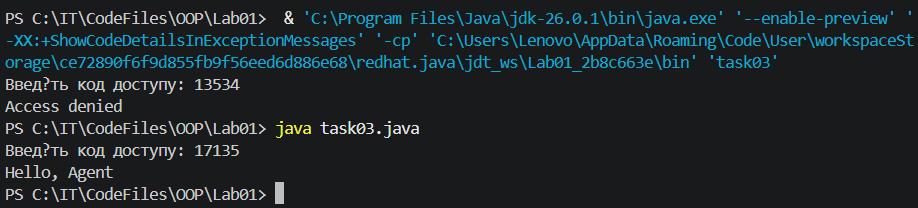 PS C:\IT\CodeFiles\OOP\Lab01>  & 'C:\Program Files\Java\jdk-26.0.1\bin\java.exe' '--enable-preview' '
-XX:+ShowCodeDetailsInExceptionMessages' '-cp' 'C:\Users\Lenovo\AppData\Roaming\Code\User\workspaceSt
orage\ce72890f6f9d855fb9f56eed6d886e68\redhat.java\jdt_ws\Lab01_2b8c663e\bin' 'task03'
Введ?ть код доступу: 13534
Access denied
PS C:\IT\CodeFiles\OOP\Lab01> java task03.java
Введ?ть код доступу: 17135
Hello, Agent
PS C:\IT\CodeFiles\OOP\Lab01>